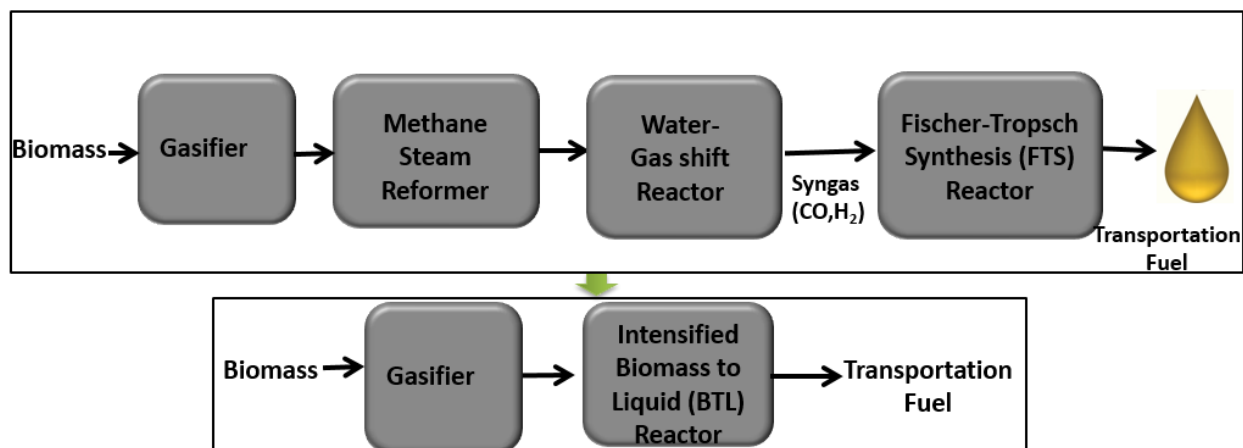 Biomass
Gasifier
Methane
Steam
Reformer
Water-
Gas shift
Reactor
Syngas
(CO,H₂)
Fischer-Tropsch
Synthesis (FTS)
Reactor
Transportation
Fuel
Biomass
Gasifier
Intensified
Biomass to
Liquid (BTL)
Reactor
Transportation
Fuel